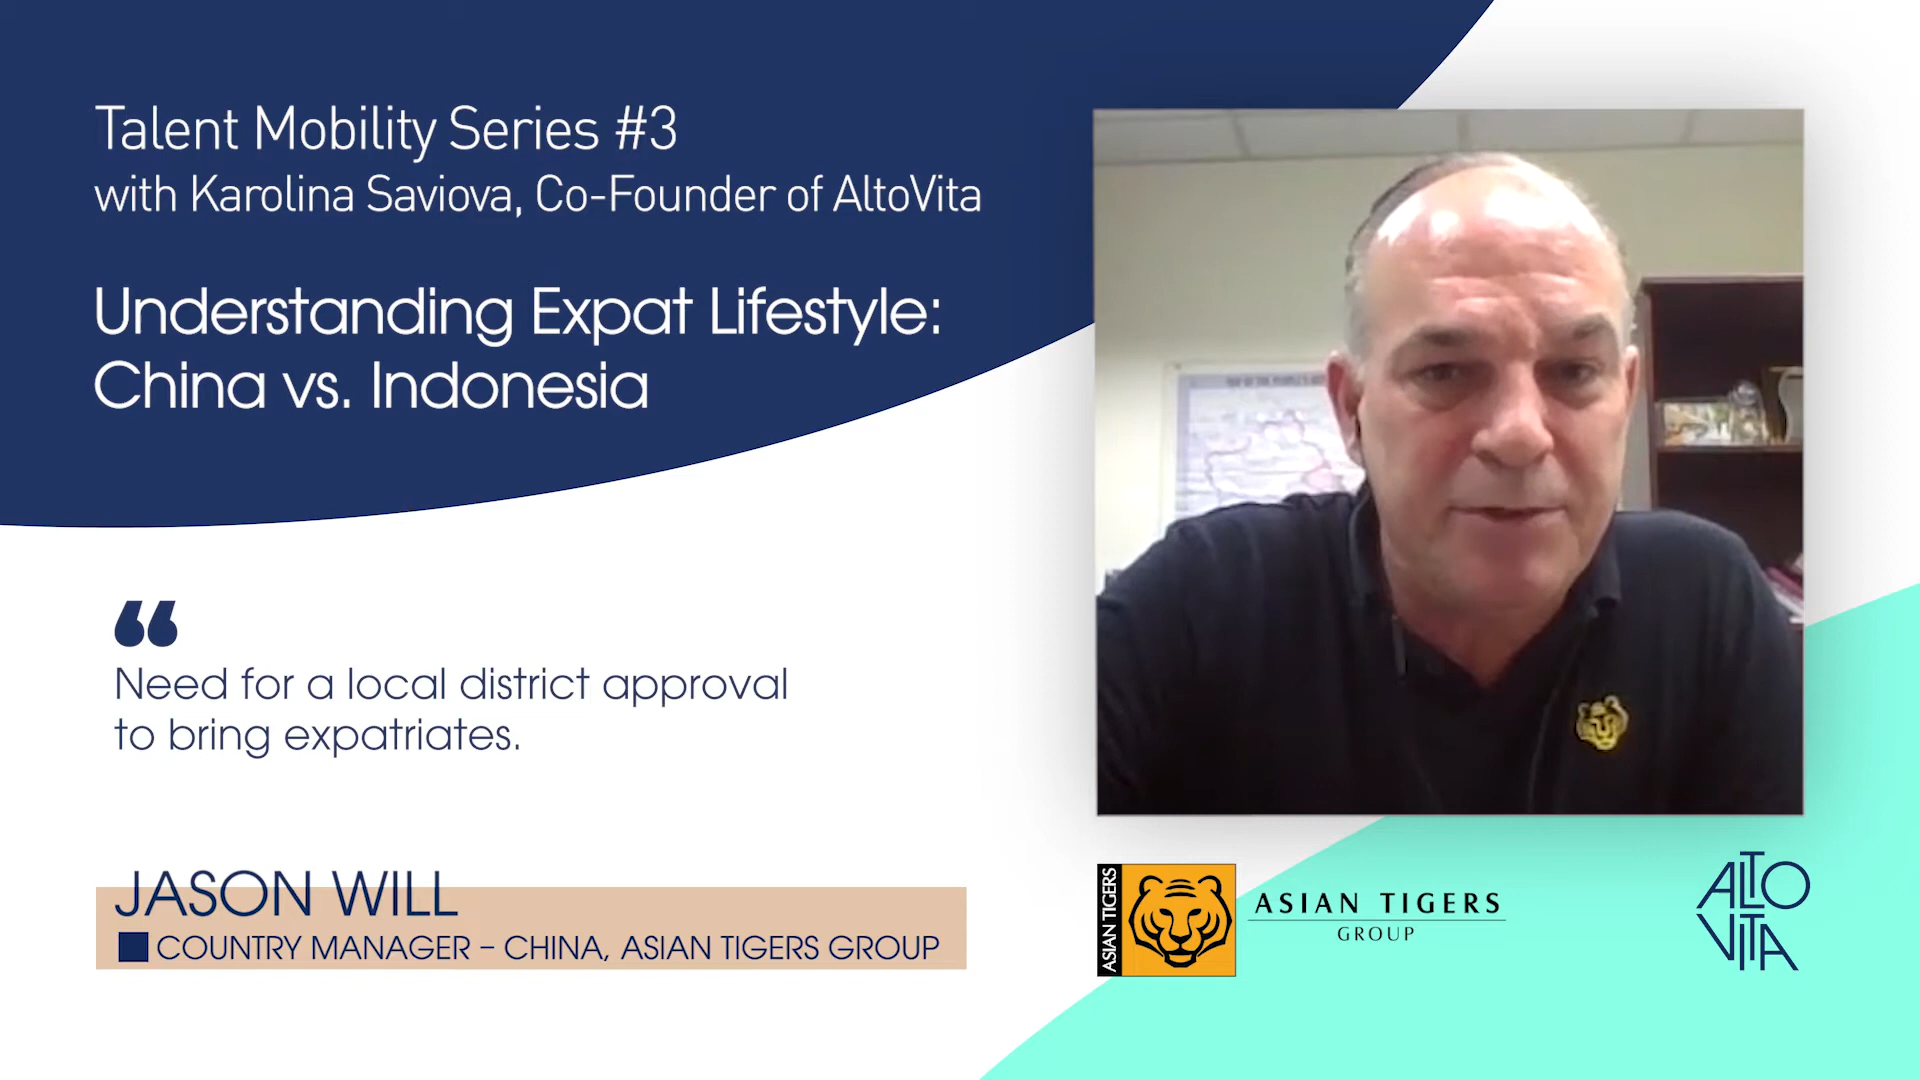 Talent Mobility Series #3
with Karolina Saviova, Co-Founder of AltoVita
Understanding Expat Lifestyle:
China vs. Indonesia
“
Need for a local district approval
to bring expatriates.
JASON WILL
COUNTRY MANAGER – CHINA, ASIAN TIGERS GROUP
ASIAN TIGERS
ASIAN TIGERS
GROUP
ALTO
VITA